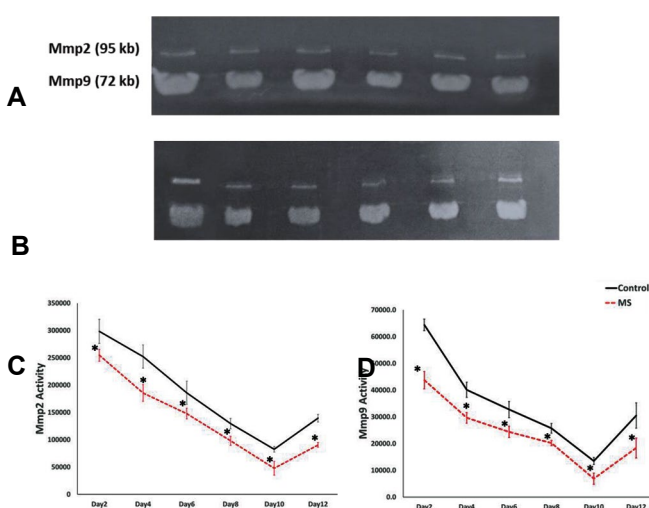 Mmp2 (95 kb)
Mmp9 (72 kb)
A
B
Control
MS
C
Mmp2 Activity
350000
300000
250000
200000
150000
100000
50000
0
* * * * * *
Day2 Day4 Day6 Day8 Day10 Day12
D
Mmp9 Activity
70000.0
60000.0
50000.0
40000.0
30000.0
20000.0
10000.0
0.0
* * * * * *
Day2 Day4 Day6 Day8 Day10 Day12